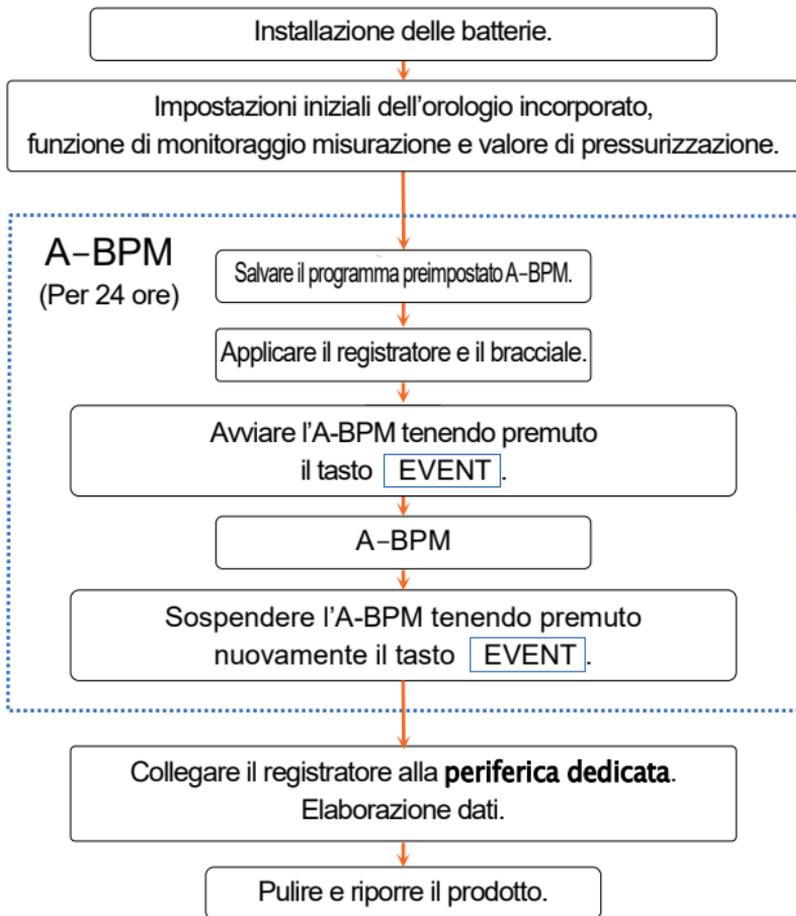 Installazione delle batterie.
Impostazioni iniziali dell'orologio incorporato,
funzione di monitoraggio misurazione e valore di pressurizzazione.
A-BPM
(Per 24 ore)
Salvare il programma preimpostato A-BPM.
Applicare il registratore e il bracciale.
Avviare l'A-BPM tenendo premuto
il tasto EVENT.
A-BPM
Sospendere l'A-BPM tenendo premuto
nuovamente il tasto EVENT.
Collegare il registratore alla periferica dedicata.
Elaborazione dati.
Pulire e riporre il prodotto.